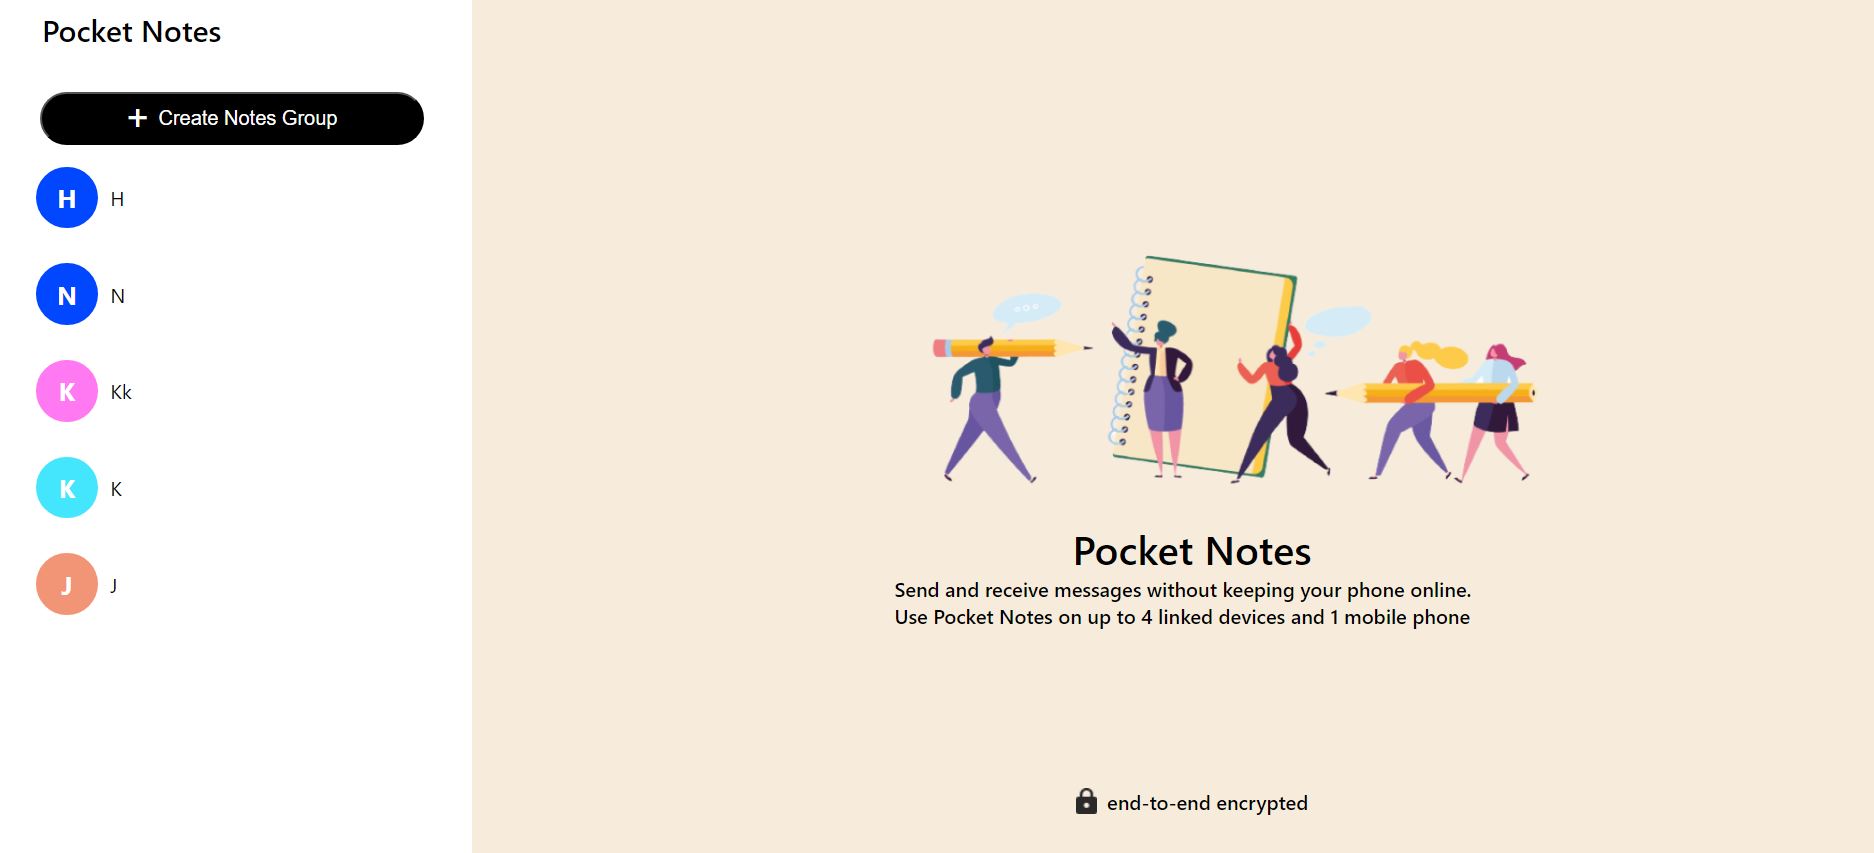 Pocket Notes
+ Create Notes Group
H H
N N
K Kk
K K
J J
Pocket Notes
Send and receive messages without keeping your phone online.
Use Pocket Notes on up to 4 linked devices and 1 mobile phone
end-to-end encrypted